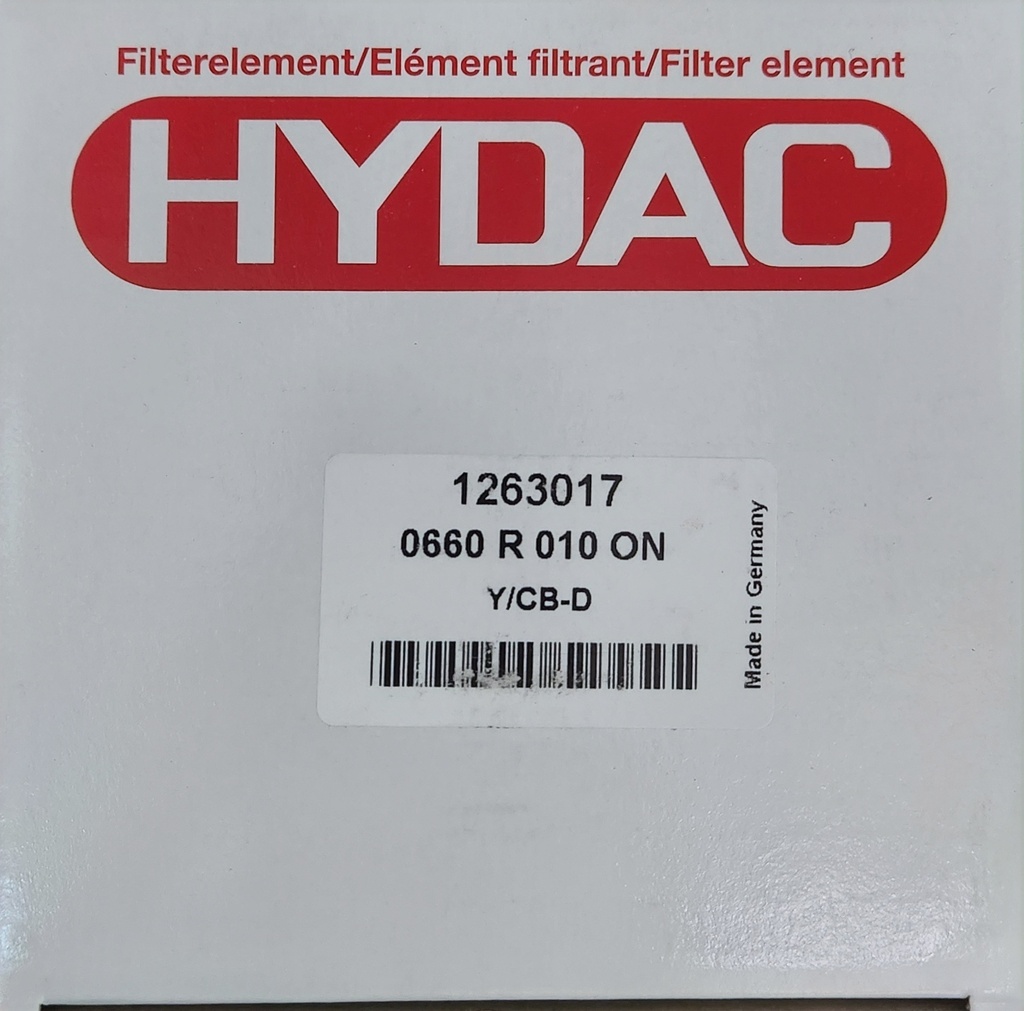 Filterelement/Elément filtrant/Filter element
HYDAC
1263017
0660 R 010 ON
Y/CB-D
Made in Germany